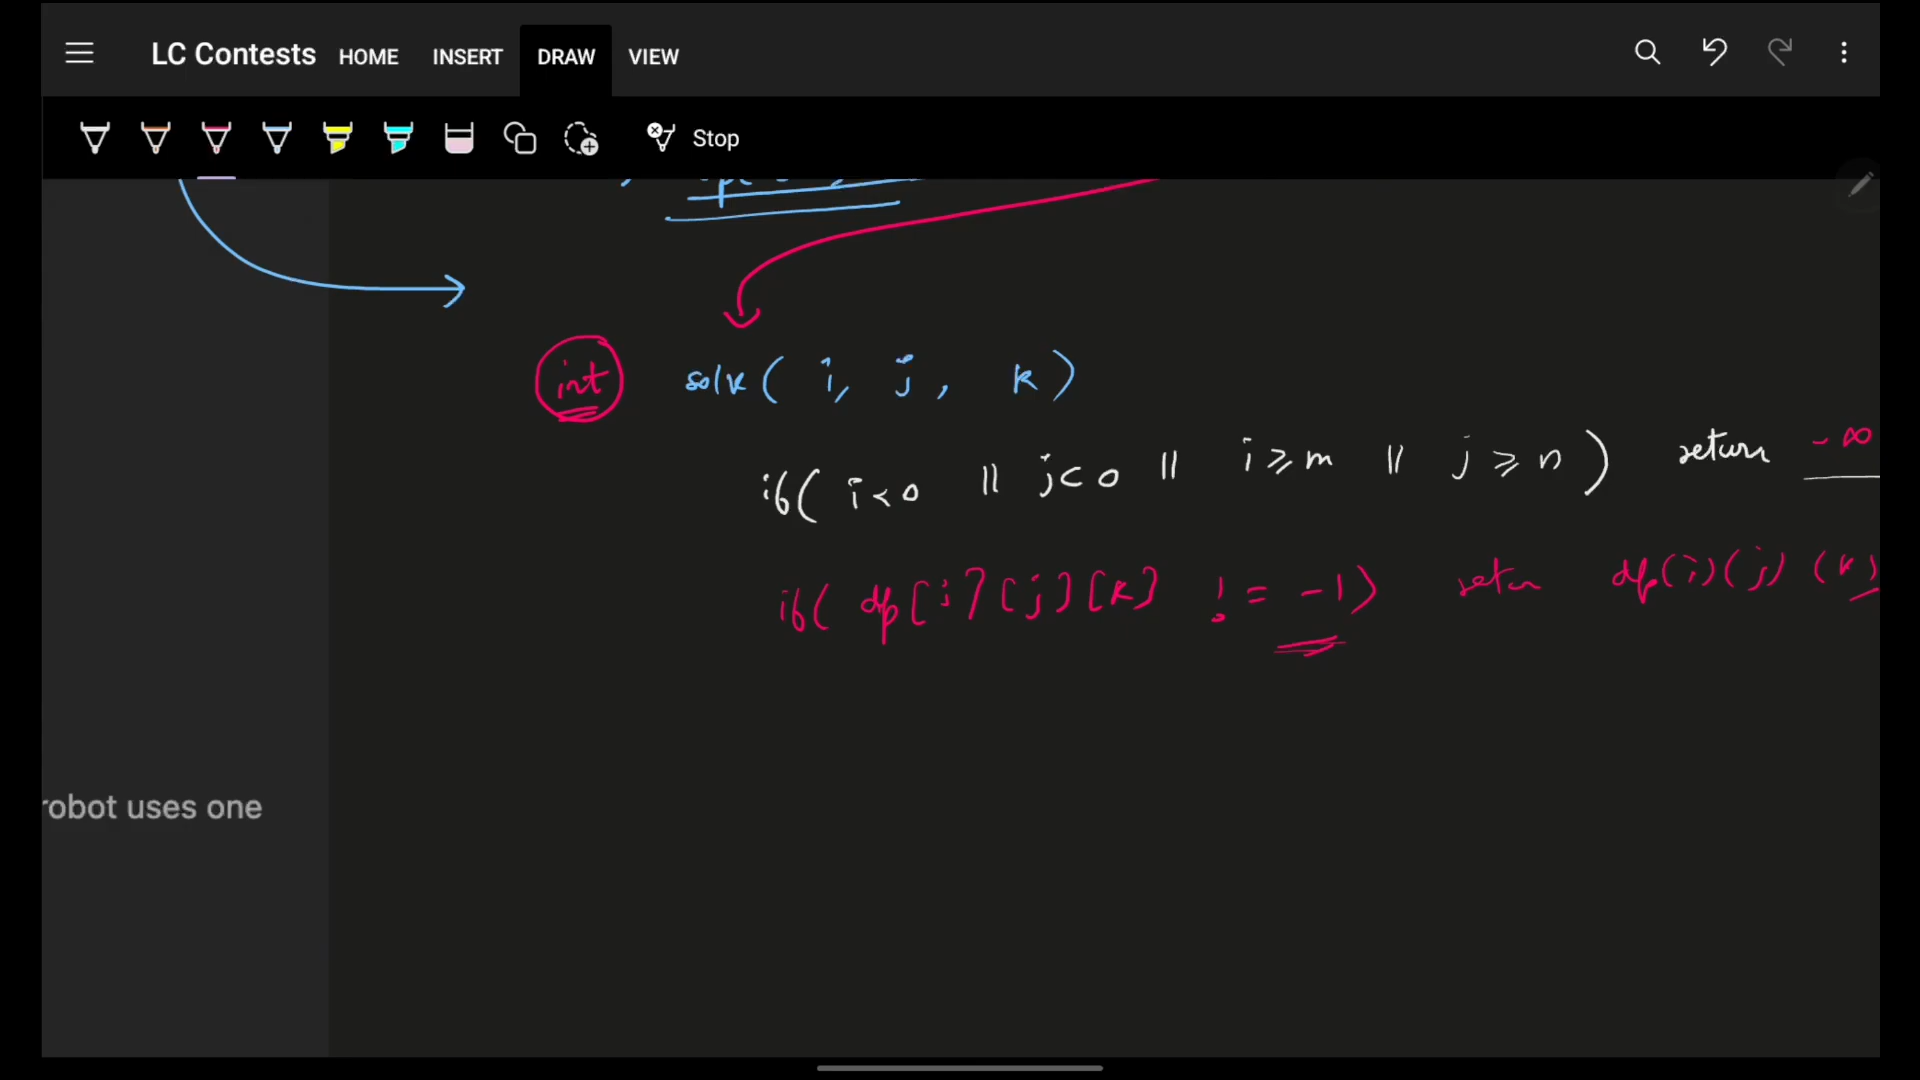 LC Contests HOME INSERT DRAW VIEW
Stop
int solve( i, j, k)
if( i<0 || j<0 || i≥m || j≥n ) return -∞
if( dp[i][j][k] != -1) return dp(i)(j)(k)
robot uses one